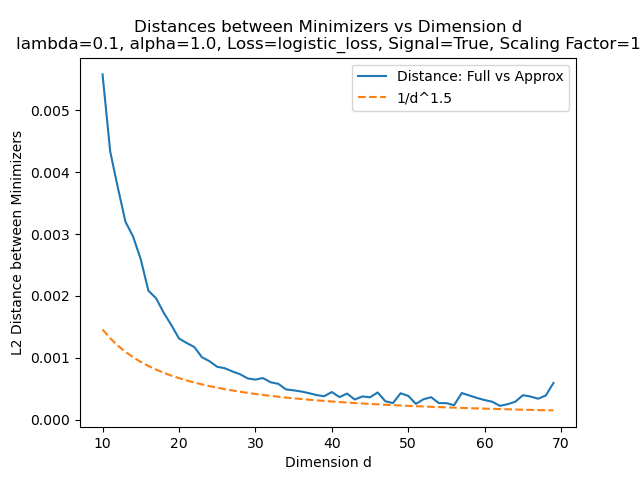 Distances between Minimizers vs Dimension d
lambda=0.1, alpha=1.0, Loss=logistic_loss, Signal=True, Scaling Factor=1
Distance: Full vs Approx
1/d^1.5
L2 Distance between Minimizers
0.005
0.004
0.003
0.002
0.001
0.000
10 20 30 40 50 60 70
Dimension d